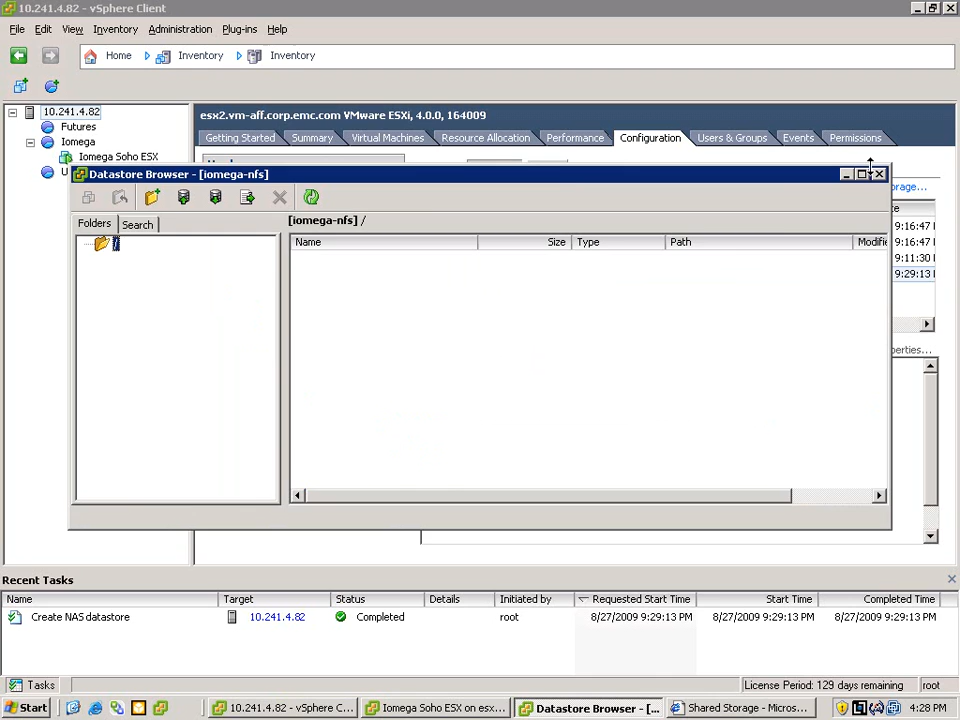 10.241.4.82 - vSphere Client
File Edit View Inventory Administration Plug-ins Help
Home Inventory Inventory
10.241.4.82
Futures
Iomega
Iomega Soho ESX
U
esx2.vm-aff.corp.emc.com VMware ESXi, 4.0.0, 164009
Getting Started Summary Virtual Machines Resource Allocation Performance Configuration Users & Groups Events Permissions
Datastore Browser - [iomega-nfs]
orage...
Folders Search
[iomega-nfs] /
/
Name Size Type Path Modifie
9:16:47
9:16:47
9:11:30
9:29:13
operties...
Recent Tasks
Name Target Status Details Initiated by Requested Start Time Start Time Completed Time
Create NAS datastore 10.241.4.82 Completed root 8/27/2009 9:29:13 PM 8/27/2009 9:29:13 PM 8/27/2009 9:29:13 PM
Tasks License Period: 129 days remaining root
Start 10.241.4.82 - vSphere C... Iomega Soho ESX on esx... Datastore Browser - [... Shared Storage - Micros... 4:28 PM